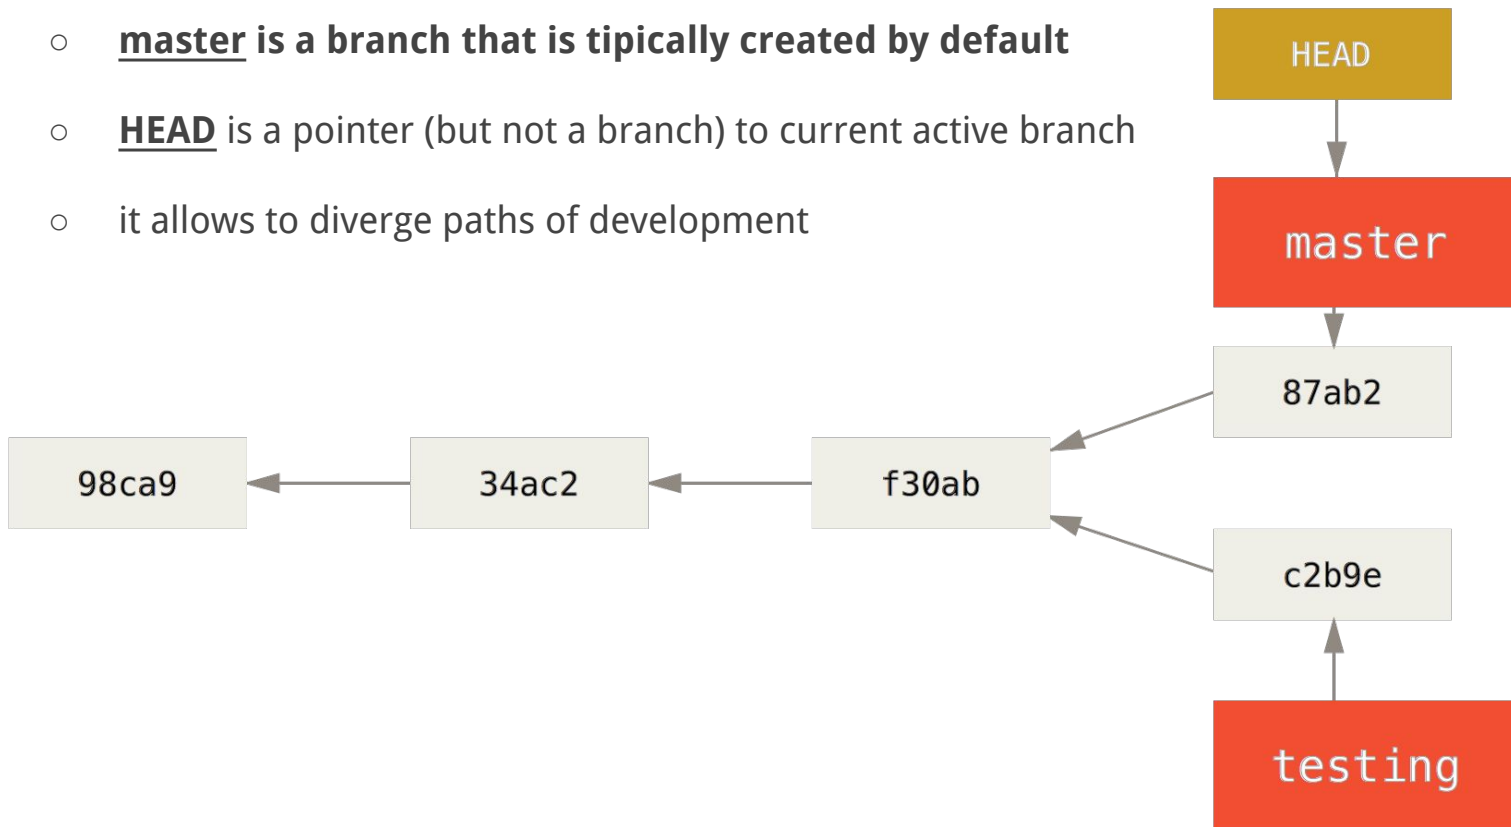 ○ master is a branch that is tipically created by default
○ HEAD is a pointer (but not a branch) to current active branch
○ it allows to diverge paths of development
HEAD
master
87ab2
98ca9
34ac2
f30ab
c2b9e
testing